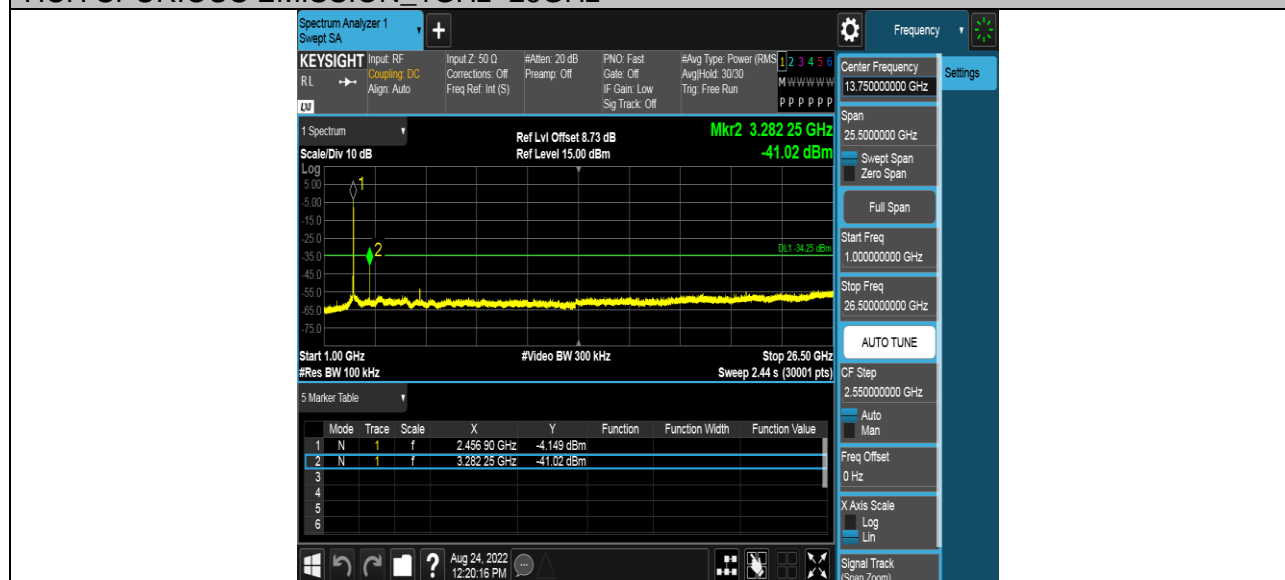 Spectrum Analyzer 1
Swept SA
+
Frequency
KEYSIGHT
RL
LXI
Input: RF
Coupling: DC
Align: Auto
Input Z: 50 Ω
Corrections: Off
Freq Ref: Int (S)
#Atten: 20 dB
Preamp: Off
PNO: Fast
Gate: Off
IF Gain: Low
Sig Track: Off
#Avg Type: Power (RMS
Avg|Hold: 30/30
Trig: Free Run
1 2 3 4 5 6
M W W W W W
P P P P P P
1 Spectrum
Scale/Div 10 dB
Ref Lvl Offset 8.73 dB
Ref Level 15.00 dBm
Mkr2 3.282 25 GHz
-41.02 dBm
Log
5.00
-5.00
-15.0
-25.0
-35.0
-45.0
-55.0
-65.0
-75.0
1
2
DL1 -34.25 dBm
Start 1.00 GHz
#Video BW 300 kHz
Stop 26.50 GHz
#Res BW 100 kHz
Sweep 2.44 s (30001 pts)
5 Marker Table
Mode Trace Scale X Y Function Function Width Function Value
1 N 1 f 2.456 90 GHz -4.149 dBm
2 N 1 f 3.282 25 GHz -41.02 dBm
3
4
5
6
?
Aug 24, 2022
12:20:16 PM
Center Frequency
13.750000000 GHz
Settings
Span
25.5000000 GHz
Swept Span
Zero Span
Full Span
Start Freq
1.000000000 GHz
Stop Freq
26.500000000 GHz
AUTO TUNE
CF Step
2.550000000 GHz
Auto
Man
Freq Offset
0 Hz
X Axis Scale
Log
Lin
Signal Track
(Span Zoom)